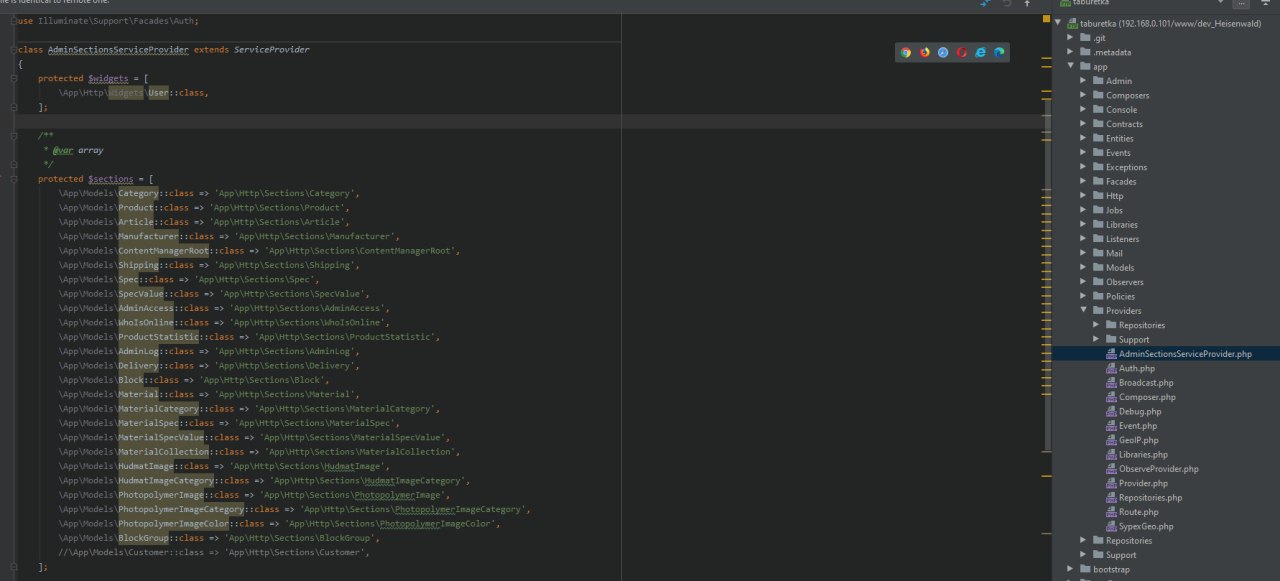 file is identical to remote one.
use Illuminate\Support\Facades\Auth;
class AdminSectionsServiceProvider extends ServiceProvider
{
protected $widgets = [
\App\Http\Widgets\User::class,
];
/**
* @var array
*/
protected $sections = [
\App\Models\Category::class => 'App\Http\Sections\Category',
\App\Models\Product::class => 'App\Http\Sections\Product',
\App\Models\Article::class => 'App\Http\Sections\Article',
\App\Models\Manufacturer::class => 'App\Http\Sections\Manufacturer',
\App\Models\ContentManagerRoot::class => 'App\Http\Sections\ContentManagerRoot',
\App\Models\Shipping::class => 'App\Http\Sections\Shipping',
\App\Models\Spec::class => 'App\Http\Sections\Spec',
\App\Models\SpecValue::class => 'App\Http\Sections\SpecValue',
\App\Models\AdminAccess::class => 'App\Http\Sections\AdminAccess',
\App\Models\WhoIsOnline::class => 'App\Http\Sections\WhoIsOnline',
\App\Models\ProductStatistic::class => 'App\Http\Sections\ProductStatistic',
\App\Models\AdminLog::class => 'App\Http\Sections\AdminLog',
\App\Models\Delivery::class => 'App\Http\Sections\Delivery',
\App\Models\Block::class => 'App\Http\Sections\Block',
\App\Models\Material::class => 'App\Http\Sections\Material',
\App\Models\MaterialCategory::class => 'App\Http\Sections\MaterialCategory',
\App\Models\MaterialSpec::class => 'App\Http\Sections\MaterialSpec',
\App\Models\MaterialSpecValue::class => 'App\Http\Sections\MaterialSpecValue',
\App\Models\MaterialCollection::class => 'App\Http\Sections\MaterialCollection',
\App\Models\HudmatImage::class => 'App\Http\Sections\HudmatImage',
\App\Models\HudmatImageCategory::class => 'App\Http\Sections\HudmatImageCategory',
\App\Models\PhotopolymerImage::class => 'App\Http\Sections\PhotopolymerImage',
\App\Models\PhotopolymerImageCategory::class => 'App\Http\Sections\PhotopolymerImageCategory',
\App\Models\PhotopolymerImageColor::class => 'App\Http\Sections\PhotopolymerImageColor',
\App\Models\BlockGroup::class => 'App\Http\Sections\BlockGroup',
//\App\Models\Customer::class => 'App\Http\Sections\Customer',
];
taburetka
taburetka (192.168.0.101/www/dev_Heisenwald)
.git
.metadata
app
Admin
Composers
Console
Contracts
Entities
Events
Exceptions
Facades
Http
Jobs
Libraries
Listeners
Mail
Models
Observers
Policies
Providers
Repositories
Support
AdminSectionsServiceProvider.php
Auth.php
Broadcast.php
Composer.php
Debug.php
Event.php
GeoIP.php
Libraries.php
ObserveProvider.php
Provider.php
Repositories.php
Route.php
SypexGeo.php
Repositories
Support
bootstrap